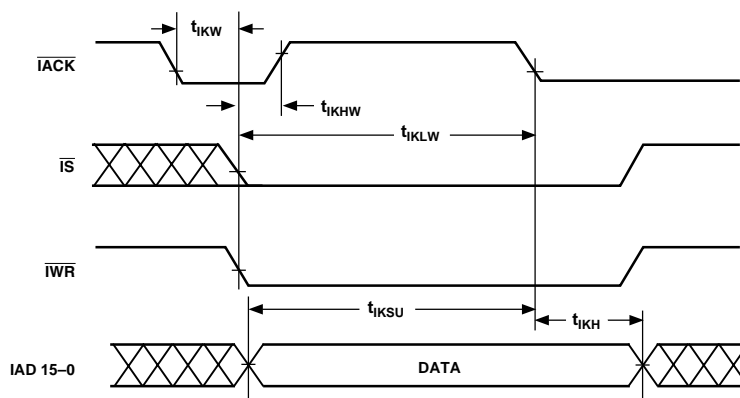 tIKW
IACK
tIKHW
tIKLW
IS
IWR
tIKSU
tIKH
IAD 15–0
DATA